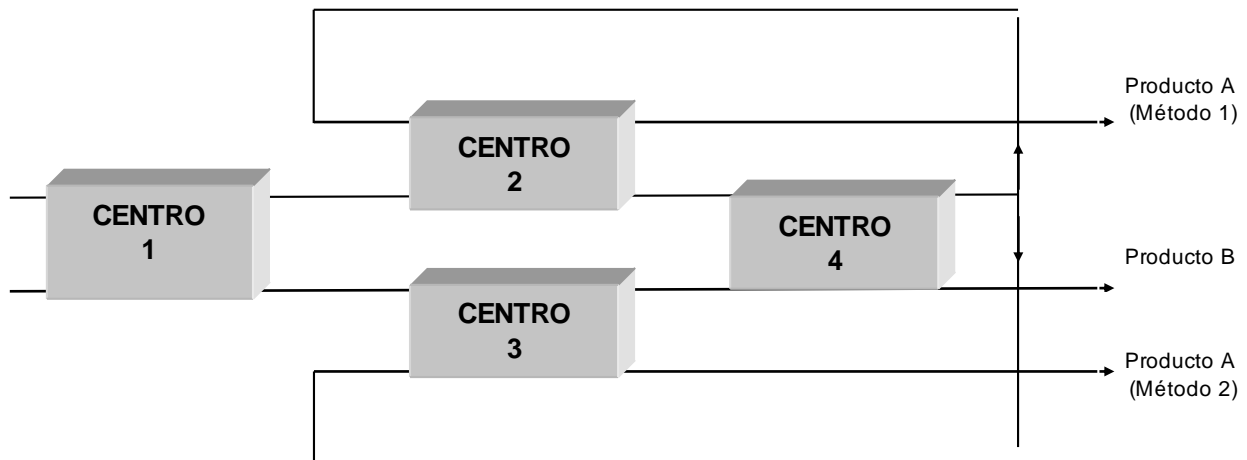 Producto A
(Método 1)
CENTRO
2
CENTRO
1
CENTRO
4
Producto B
CENTRO
3
Producto A
(Método 2)